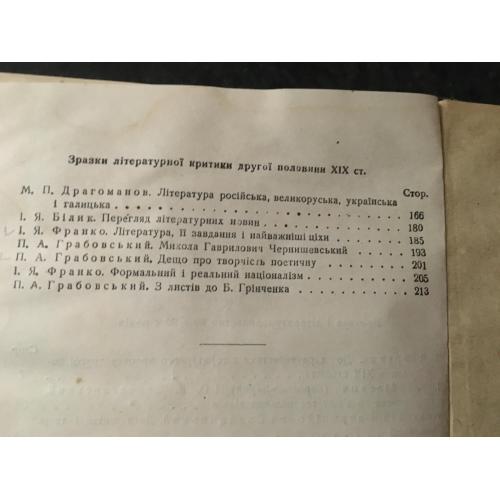 Зразки літературної критики другої половини XIX ст.
Стор.
М. П. Драгоманов. Література російська, великоруська, українська
і галицька . . . . . . . . . . . . . . . . . . . . 166
І. Я. Білик. Перегляд літературних новин . . . . . . . . 180
І. Я. Франко. Література, її завдання і найважніші ціхи . . . . 185
П. А. Грабовський. Микола Гаврилович Чернишевський . . . . 193
П. А. Грабовський. Дещо про творчість поетичну . . . . . . 201
І. Я. Франко. Формальний і реальний націоналізм . . . . . . 205
П. А. Грабовський. З листів до Б. Грінченка . . . . . . . 213